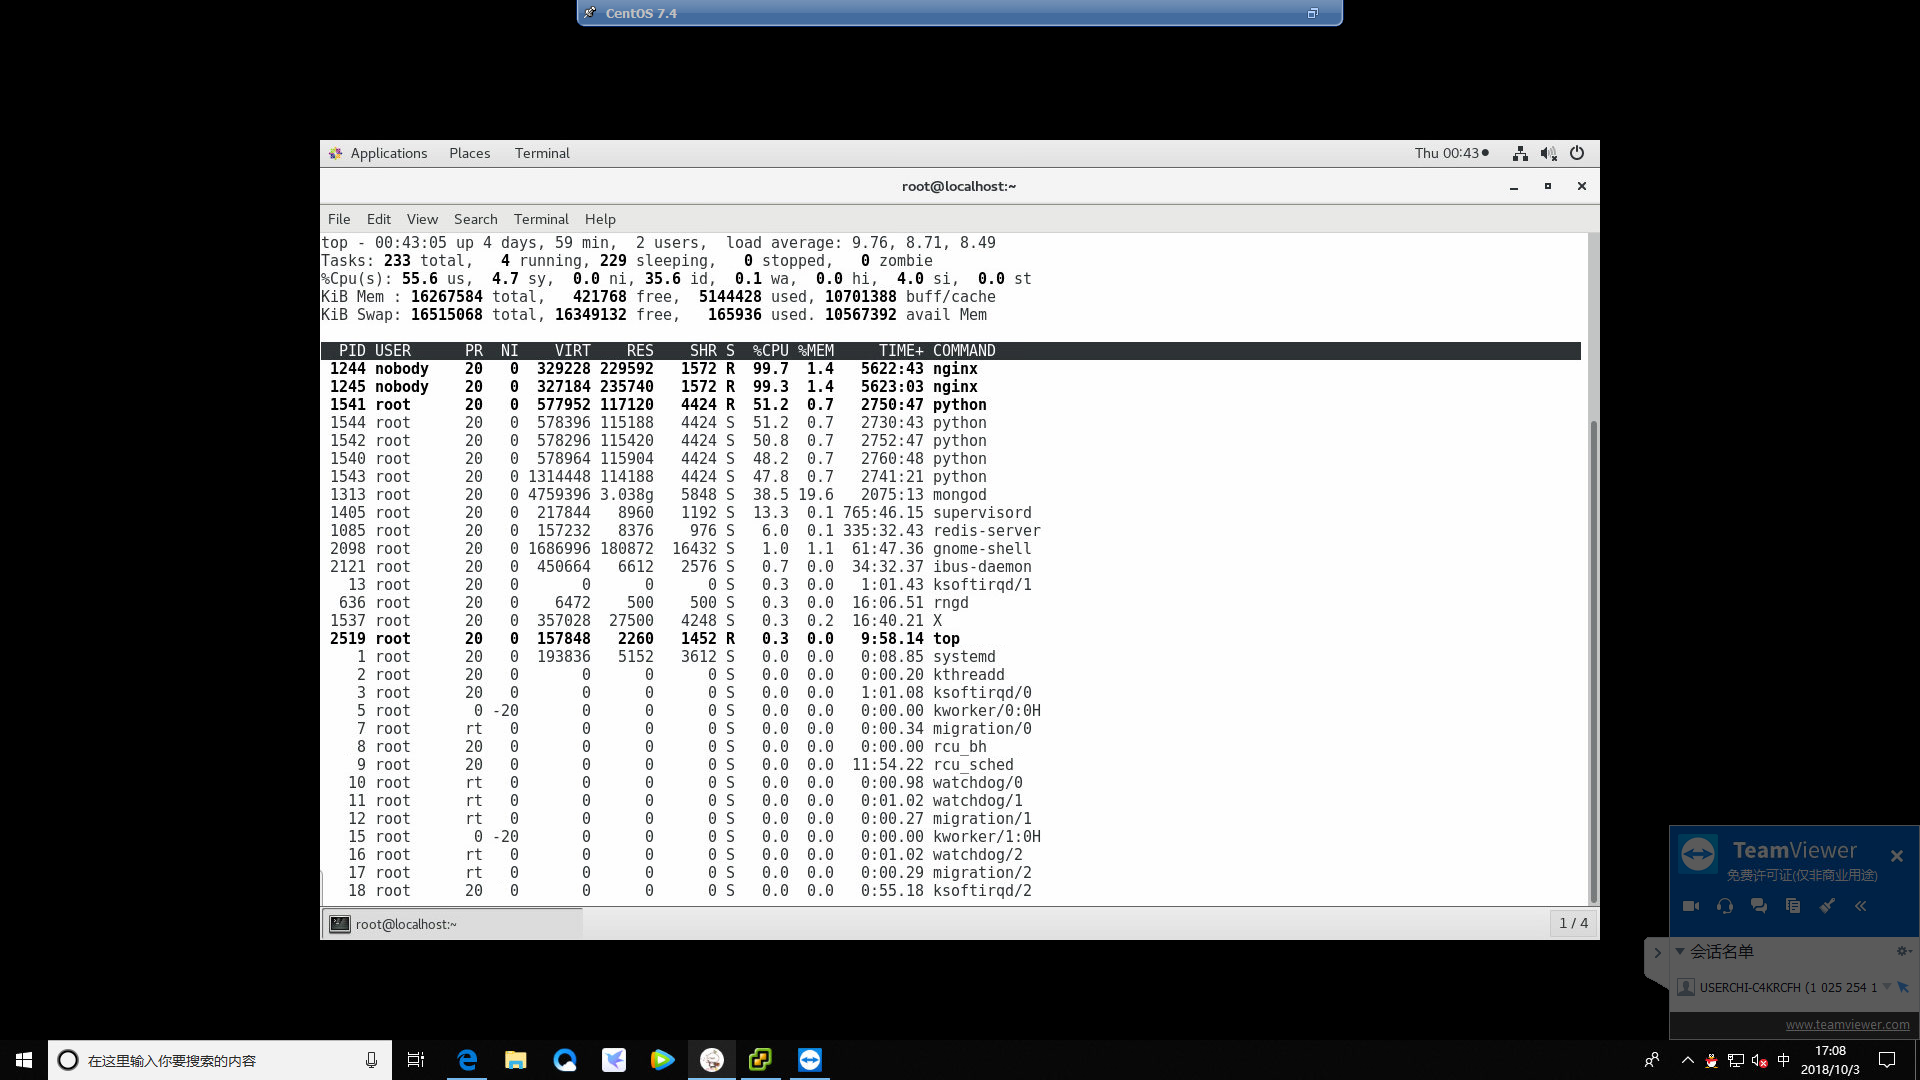 CentOS 7.4
Applications Places Terminal Thu 00:43
root@localhost:~
File Edit View Search Terminal Help
top - 00:43:05 up 4 days, 59 min,  2 users,  load average: 9.76, 8.71, 8.49
Tasks: 233 total,   4 running, 229 sleeping,   0 stopped,   0 zombie
%Cpu(s): 55.6 us,  4.7 sy,  0.0 ni, 35.6 id,  0.1 wa,  0.0 hi,  4.0 si,  0.0 st
KiB Mem : 16267584 total,   421768 free,  5144428 used, 10701388 buff/cache
KiB Swap: 16515068 total, 16349132 free,   165936 used. 10567392 avail Mem
PID USER PR NI VIRT RES SHR S %CPU %MEM TIME+ COMMAND
1244 nobody 20 0 329228 229592 1572 R 99.7 1.4 5622:43 nginx
1245 nobody 20 0 327184 235740 1572 R 99.3 1.4 5623:03 nginx
1541 root 20 0 577952 117120 4424 R 51.2 0.7 2750:47 python
1544 root 20 0 578396 115188 4424 S 51.2 0.7 2730:43 python
1542 root 20 0 578296 115420 4424 S 50.8 0.7 2752:47 python
1540 root 20 0 578964 115904 4424 S 48.2 0.7 2760:48 python
1543 root 20 0 1314448 114188 4424 S 47.8 0.7 2741:21 python
1313 root 20 0 4759396 3.038g 5848 S 38.5 19.6 2075:13 mongod
1405 root 20 0 217844 8960 1192 S 13.3 0.1 765:46.15 supervisord
1085 root 20 0 157232 8376 976 S 6.0 0.1 335:32.43 redis-server
2098 root 20 0 1686996 180872 16432 S 1.0 1.1 61:47.36 gnome-shell
2121 root 20 0 450664 6612 2576 S 0.7 0.0 34:32.37 ibus-daemon
13 root 20 0 0 0 0 S 0.3 0.0 1:01.43 ksoftirqd/1
636 root 20 0 6472 500 500 S 0.3 0.0 16:06.51 rngd
1537 root 20 0 357028 27500 4248 S 0.3 0.2 16:40.21 X
2519 root 20 0 157848 2260 1452 R 0.3 0.0 9:58.14 top
1 root 20 0 193836 5152 3612 S 0.0 0.0 0:08.85 systemd
2 root 20 0 0 0 0 S 0.0 0.0 0:00.20 kthreadd
3 root 20 0 0 0 0 S 0.0 0.0 1:01.08 ksoftirqd/0
5 root 0 -20 0 0 0 S 0.0 0.0 0:00.00 kworker/0:0H
7 root rt 0 0 0 0 S 0.0 0.0 0:00.34 migration/0
8 root 20 0 0 0 0 S 0.0 0.0 0:00.00 rcu_bh
9 root 20 0 0 0 0 S 0.0 0.0 11:54.22 rcu_sched
10 root rt 0 0 0 0 S 0.0 0.0 0:00.98 watchdog/0
11 root rt 0 0 0 0 S 0.0 0.0 0:01.02 watchdog/1
12 root rt 0 0 0 0 S 0.0 0.0 0:00.27 migration/1
15 root 0 -20 0 0 0 S 0.0 0.0 0:00.00 kworker/1:0H
16 root rt 0 0 0 0 S 0.0 0.0 0:01.02 watchdog/2
17 root rt 0 0 0 0 S 0.0 0.0 0:00.29 migration/2
18 root 20 0 0 0 0 S 0.0 0.0 0:55.18 ksoftirqd/2
root@localhost:~ 1 / 4
TeamViewer
免费许可证(仅非商业用途)
会话名单
USERCHI-C4KRCFH (1 025 254 1
www.teamviewer.com
在这里输入你要搜索的内容
中
17:08
2018/10/3